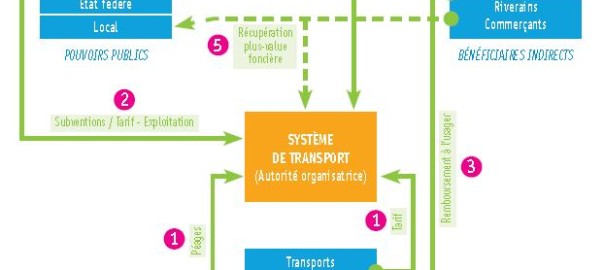 État fédéré
Local
POUVOIRS PUBLICS
Riverains
Commerçants
BÉNÉFICIAIRES INDIRECTS
5
Récupération
plus-value
foncière
2
Subventions / Tarif - Exploitation
SYSTÈME
DE TRANSPORT
(Autorité organisatrice)
3
Remboursement à l'usager
1
Péages
1
Tarif
Transports